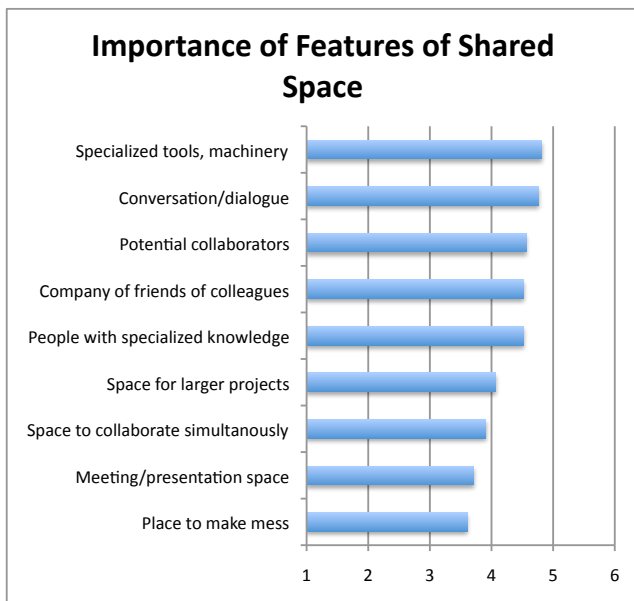 Importance of Features of Shared
Space
Specialized tools, machinery
Conversation/dialogue
Potential collaborators
Company of friends of colleagues
People with specialized knowledge
Space for larger projects
Space to collaborate simultanously
Meeting/presentation space
Place to make mess
1 2 3 4 5 6